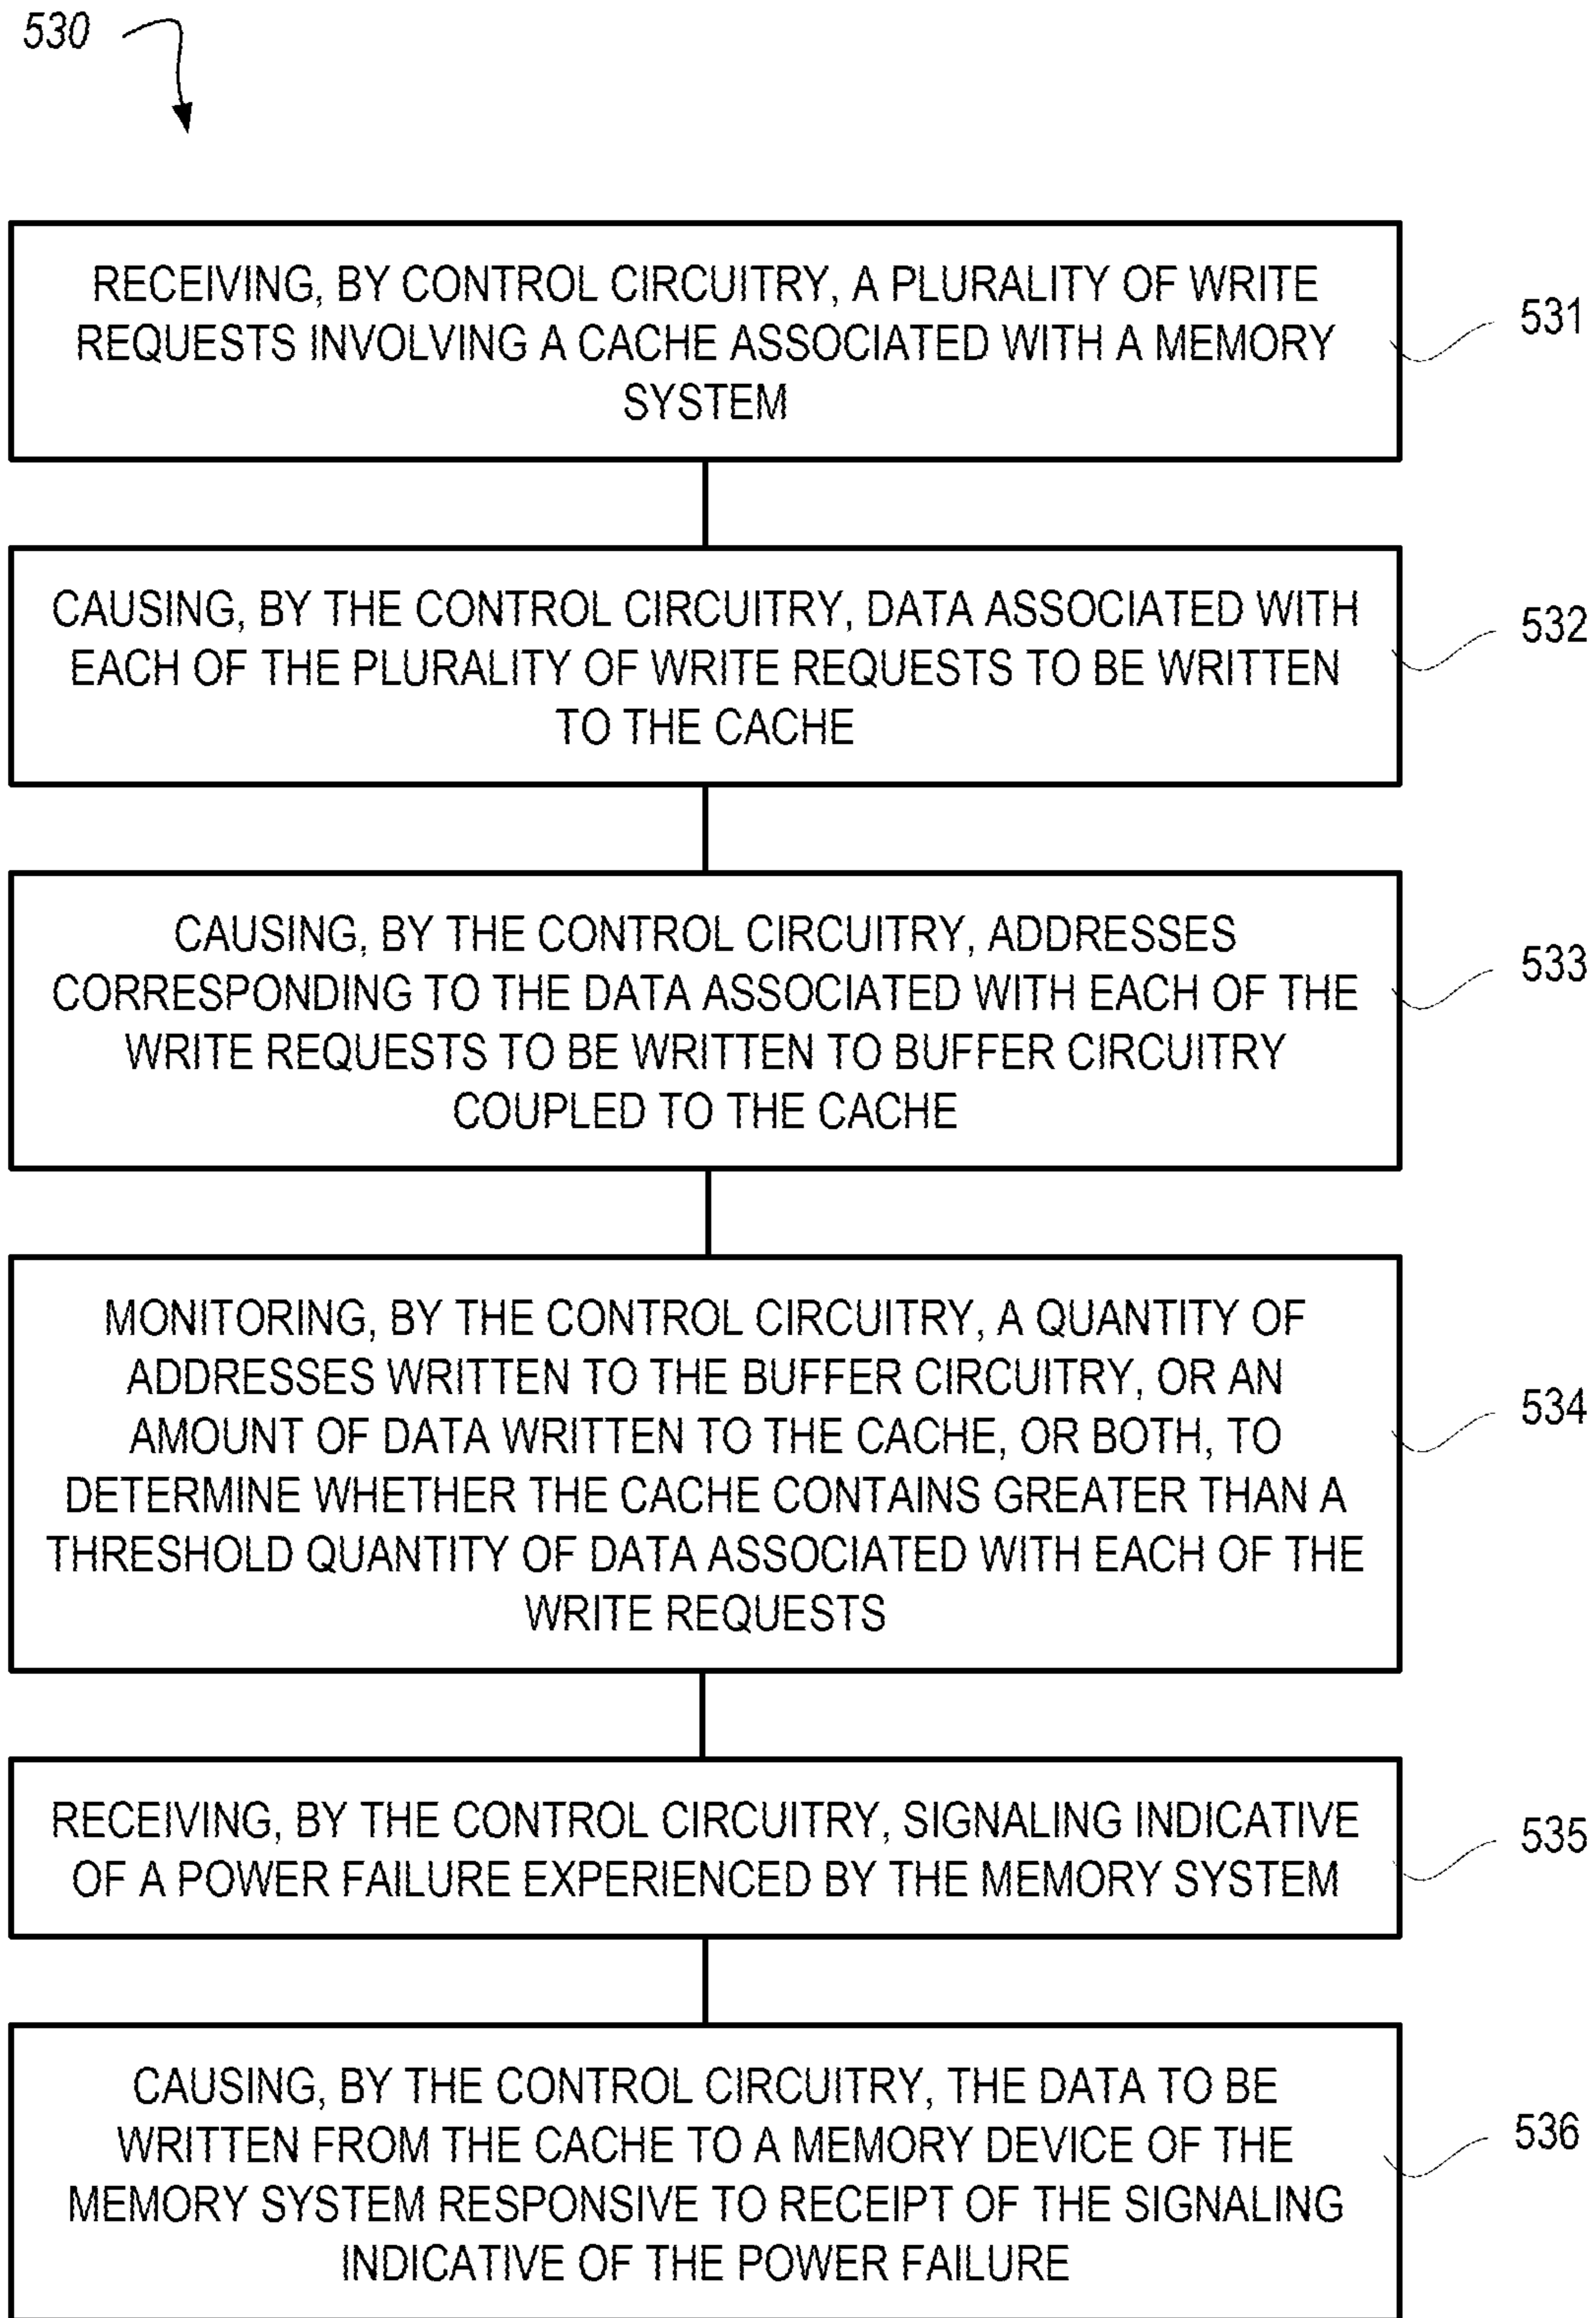 530
RECEIVING, BY CONTROL CIRCUITRY, A PLURALITY OF WRITE
REQUESTS INVOLVING A CACHE ASSOCIATED WITH A MEMORY
SYSTEM
531
CAUSING, BY THE CONTROL CIRCUITRY, DATA ASSOCIATED WITH
EACH OF THE PLURALITY OF WRITE REQUESTS TO BE WRITTEN
TO THE CACHE
532
CAUSING, BY THE CONTROL CIRCUITRY, ADDRESSES
CORRESPONDING TO THE DATA ASSOCIATED WITH EACH OF THE
WRITE REQUESTS TO BE WRITTEN TO BUFFER CIRCUITRY
COUPLED TO THE CACHE
533
MONITORING, BY THE CONTROL CIRCUITRY, A QUANTITY OF
ADDRESSES WRITTEN TO THE BUFFER CIRCUITRY, OR AN
AMOUNT OF DATA WRITTEN TO THE CACHE, OR BOTH, TO
DETERMINE WHETHER THE CACHE CONTAINS GREATER THAN A
THRESHOLD QUANTITY OF DATA ASSOCIATED WITH EACH OF THE
WRITE REQUESTS
534
RECEIVING, BY THE CONTROL CIRCUITRY, SIGNALING INDICATIVE
OF A POWER FAILURE EXPERIENCED BY THE MEMORY SYSTEM
535
CAUSING, BY THE CONTROL CIRCUITRY, THE DATA TO BE
WRITTEN FROM THE CACHE TO A MEMORY DEVICE OF THE
MEMORY SYSTEM RESPONSIVE TO RECEIPT OF THE SIGNALING
INDICATIVE OF THE POWER FAILURE
536